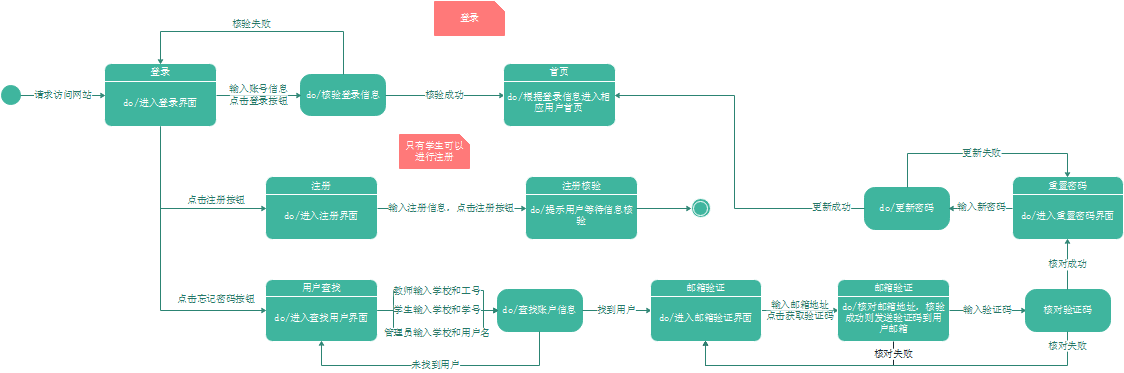 登录
核验失败
登录
do/进入登录界面
请求访问网站
输入账号信息
点击登录按钮
do/核验登录信息
核验成功
首页
do/根据登录信息进入相
应用户首页
只有学生可以
进行注册
点击注册按钮
注册
do/进入注册界面
输入注册信息，点击注册按钮
注册核验
do/提示用户等待信息核
验
更新成功
do/更新密码
更新失败
输入新密码
重置密码
do/进入重置密码界面
核对成功
点击忘记密码按钮
用户查找
do/进入查找用户界面
教师输入学校和工号
学生输入学校和学号
管理员输入学校和用户名
do/查找账户信息
未找到用户
找到用户
邮箱验证
do/进入邮箱验证界面
输入邮箱地址
点击获取验证码
邮箱验证
do/核对邮箱地址，核验
成功则发送验证码到用
户邮箱
输入验证码
核对验证码
核对失败
核对失败